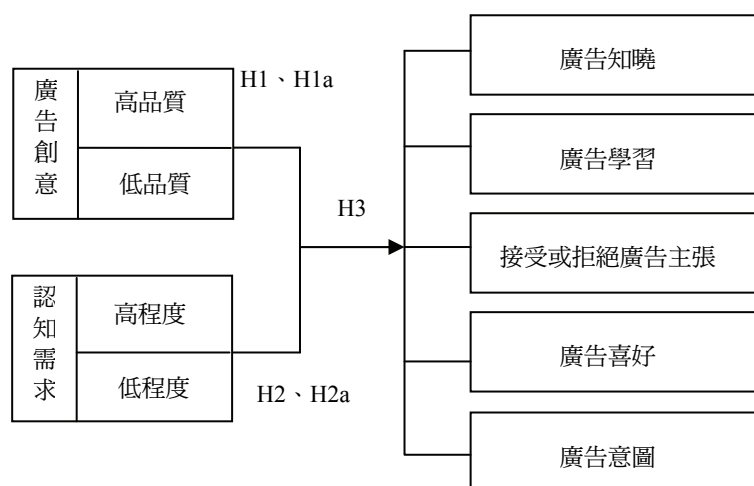 廣告創意
高品質
低品質
H1、H1a
認知需求
高程度
低程度
H2、H2a
H3
廣告知曉
廣告學習
接受或拒絕廣告主張
廣告喜好
廣告意圖